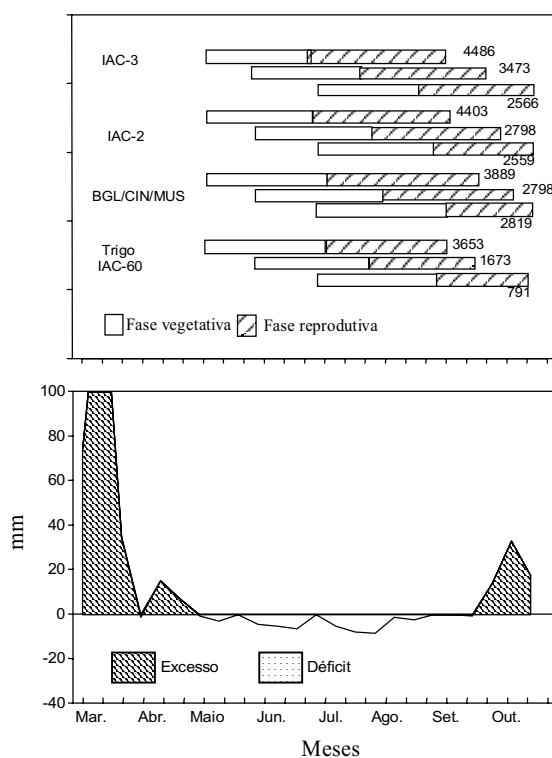 IAC-3
4486
3473
2566
IAC-2
4403
2798
2559
BGL/CIN/MUS
3889
2798
2819
Trigo
IAC-60
3653
1673
791
Fase vegetativa
Fase reprodutiva
100
80
60
40
20
0
-20
-40
mm
Excesso
Déficit
Mar. Abr. Maio Jun. Jul. Ago. Set. Out.
Meses